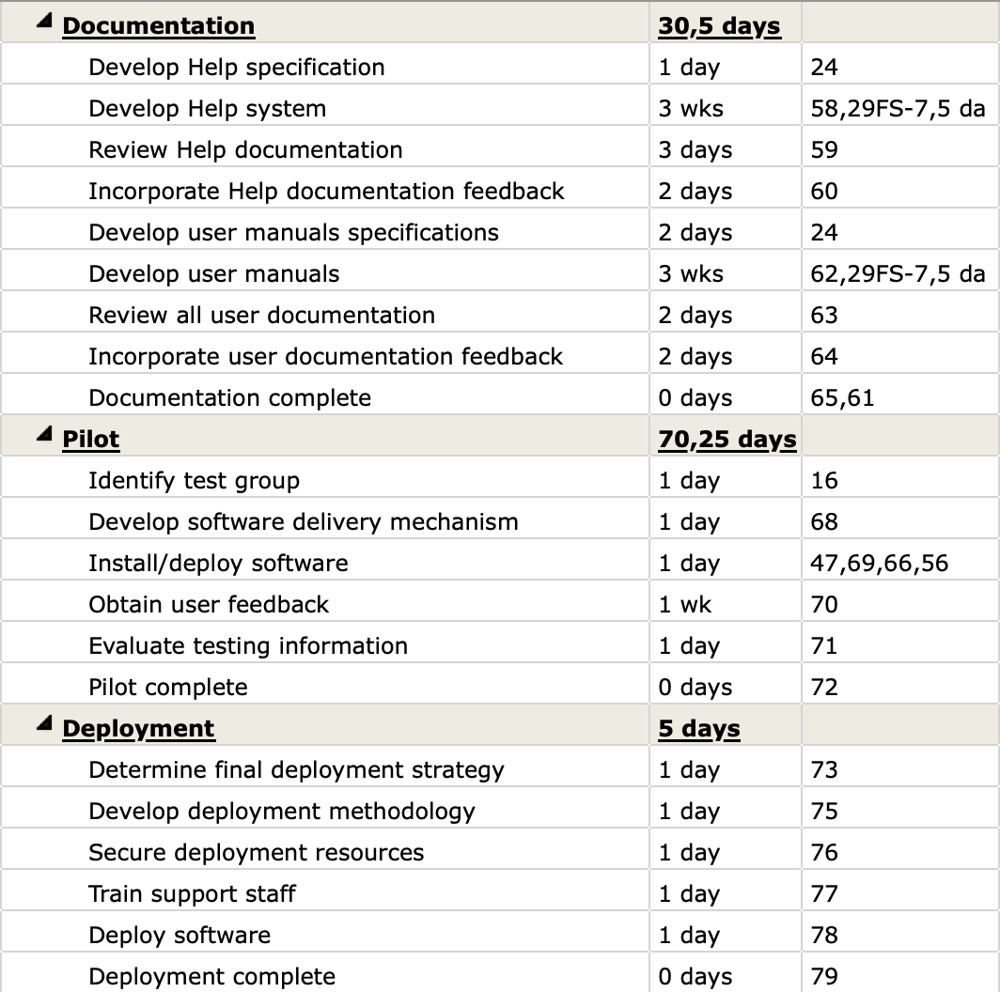 Documentation 30,5 days
Develop Help specification 1 day 24
Develop Help system 3 wks 58,29FS-7,5 da
Review Help documentation 3 days 59
Incorporate Help documentation feedback 2 days 60
Develop user manuals specifications 2 days 24
Develop user manuals 3 wks 62,29FS-7,5 da
Review all user documentation 2 days 63
Incorporate user documentation feedback 2 days 64
Documentation complete 0 days 65,61
Pilot 70,25 days
Identify test group 1 day 16
Develop software delivery mechanism 1 day 68
Install/deploy software 1 day 47,69,66,56
Obtain user feedback 1 wk 70
Evaluate testing information 1 day 71
Pilot complete 0 days 72
Deployment 5 days
Determine final deployment strategy 1 day 73
Develop deployment methodology 1 day 75
Secure deployment resources 1 day 76
Train support staff 1 day 77
Deploy software 1 day 78
Deployment complete 0 days 79